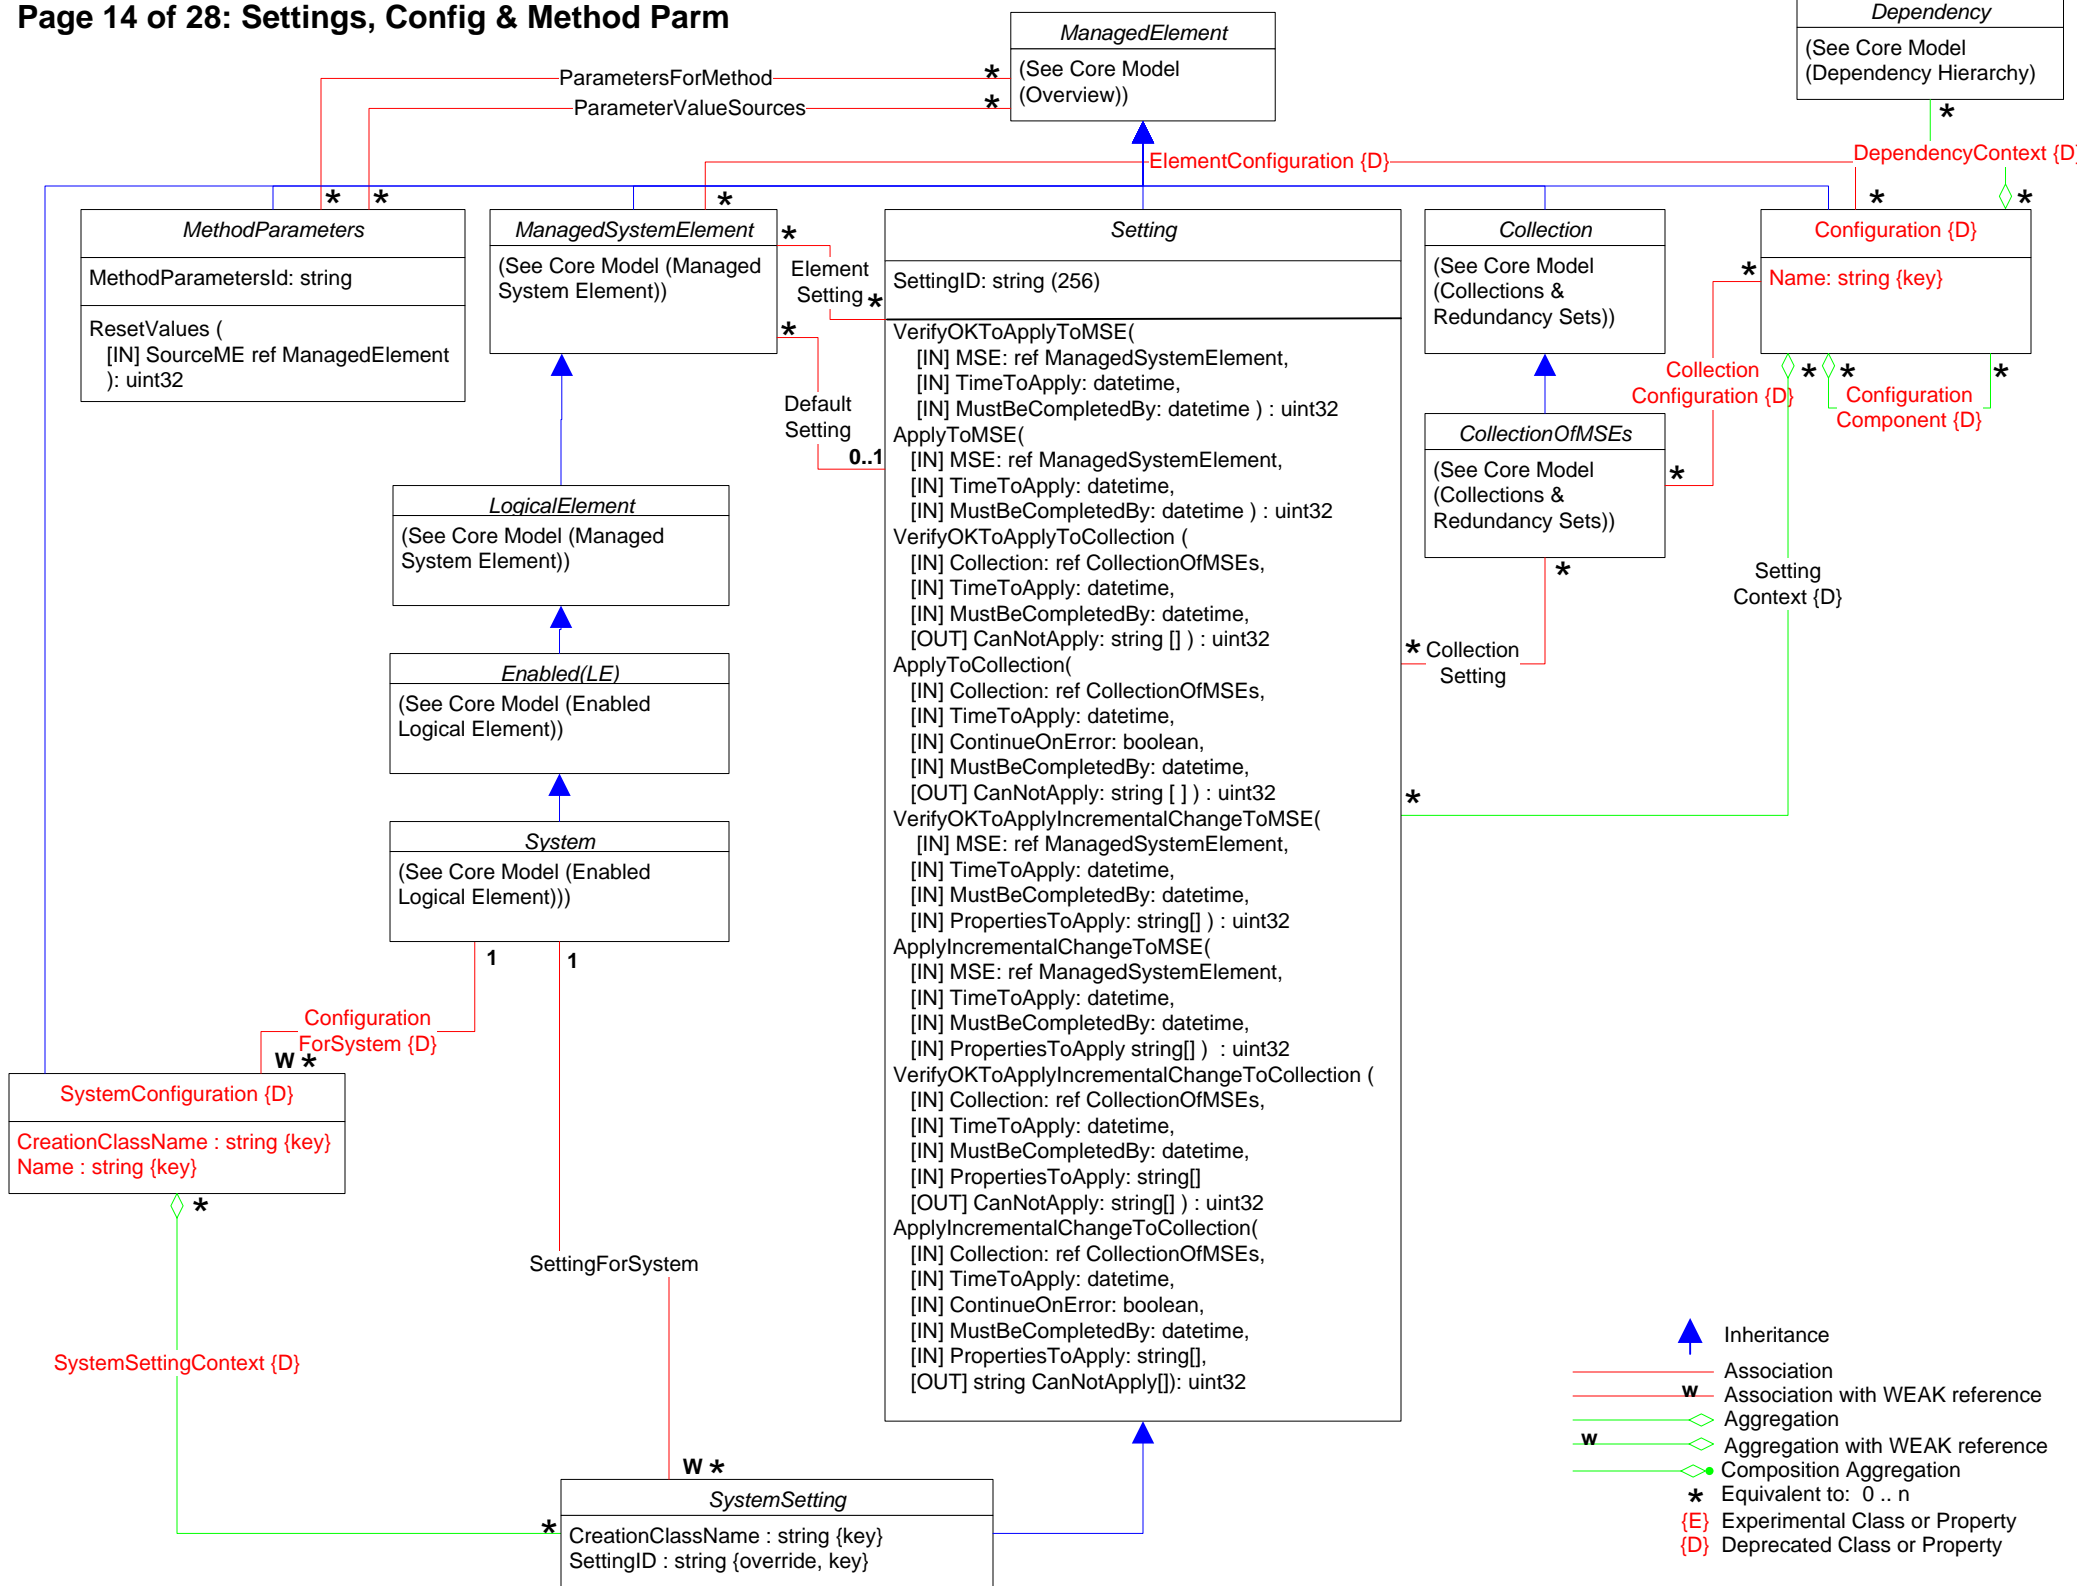 Page 14 of 28: Settings, Config & Method Parm
ManagedElement
(See Core Model
(Overview))
Dependency
(See Core Model
(Dependency Hierarchy)
*
ParametersForMethod
*
ParameterValueSources
*
ElementConfiguration {D}
DependencyContext {D}
*
*
*
*
*
MethodParameters
MethodParametersId: string
ResetValues (
[IN] SourceME ref ManagedElement
): uint32
ManagedSystemElement
(See Core Model (Managed
System Element))
*
Element
Setting
*
*
Default
Setting
0..1
Setting
SettingID: string (256)
VerifyOKToApplyToMSE(
[IN] MSE: ref ManagedSystemElement,
[IN] TimeToApply: datetime,
[IN] MustBeCompletedBy: datetime ) : uint32
ApplyToMSE(
[IN] MSE: ref ManagedSystemElement,
[IN] TimeToApply: datetime,
[IN] MustBeCompletedBy: datetime ) : uint32
VerifyOKToApplyToCollection (
[IN] Collection: ref CollectionOfMSEs,
[IN] TimeToApply: datetime,
[IN] MustBeCompletedBy: datetime,
[OUT] CanNotApply: string [] ) : uint32
ApplyToCollection(
[IN] Collection: ref CollectionOfMSEs,
[IN] TimeToApply: datetime,
[IN] ContinueOnError: boolean,
[IN] MustBeCompletedBy: datetime,
[OUT] CanNotApply: string [ ] ) : uint32
VerifyOKToApplyIncrementalChangeToMSE(
[IN] MSE: ref ManagedSystemElement,
[IN] TimeToApply: datetime,
[IN] MustBeCompletedBy: datetime,
[IN] PropertiesToApply: string[] ) : uint32
ApplyIncrementalChangeToMSE(
[IN] MSE: ref ManagedSystemElement,
[IN] TimeToApply: datetime,
[IN] MustBeCompletedBy: datetime,
[IN] PropertiesToApply string[] )  : uint32
VerifyOKToApplyIncrementalChangeToCollection (
[IN] Collection: ref CollectionOfMSEs,
[IN] TimeToApply: datetime,
[IN] MustBeCompletedBy: datetime,
[IN] PropertiesToApply: string[]
[OUT] CanNotApply: string[] ) : uint32
ApplyIncrementalChangeToCollection(
[IN] Collection: ref CollectionOfMSEs,
[IN] TimeToApply: datetime,
[IN] ContinueOnError: boolean,
[IN] MustBeCompletedBy: datetime,
[IN] PropertiesToApply: string[],
[OUT] string CanNotApply[]): uint32
Collection
(See Core Model
(Collections &
Redundancy Sets))
Configuration {D}
Name: string {key}
*
Collection
Configuration {D}
*
* *
*
Configuration
Component {D}
CollectionOfMSEs
(See Core Model
(Collections &
Redundancy Sets))
*
* Collection
Setting
Setting
Context {D}
*
LogicalElement
(See Core Model (Managed
System Element))
Enabled(LE)
(See Core Model (Enabled
Logical Element))
System
(See Core Model (Enabled
Logical Element)))
1
1
Configuration
ForSystem {D}
W *
SystemConfiguration {D}
CreationClassName : string {key}
Name : string {key}
*
SettingForSystem
SystemSettingContext {D}
W *
*
SystemSetting
CreationClassName : string {key}
SettingID : string {override, key}
Inheritance
Association
w Association with WEAK reference
Aggregation
w Aggregation with WEAK reference
Composition Aggregation
* Equivalent to:  0 .. n
{E} Experimental Class or Property
{D} Deprecated Class or Property